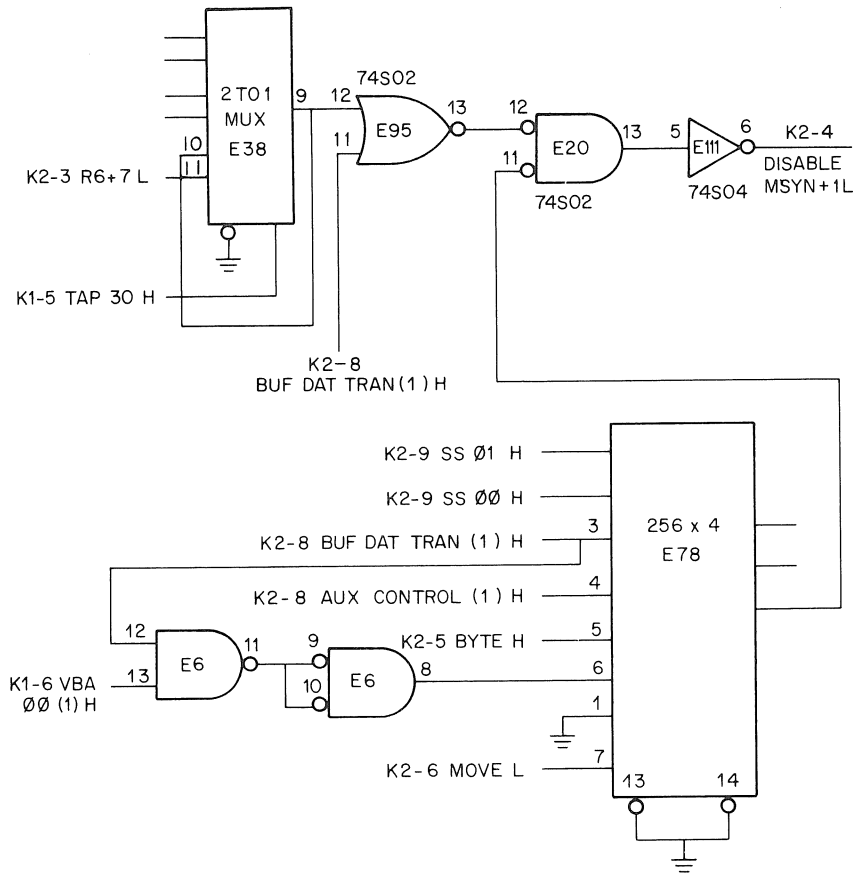 2 TO 1
MUX
E38
9
10
11
K2-3 R6+7 L
K1-5 TAP 30 H
74S02
12
11
E95
13
K2-8
BUF DAT TRAN (1) H
12
11
E20
13
74S02
5
E111
6
74S04
K2-4
DISABLE
MSYN+1L
K2-9 SS Ø1 H
K2-9 SS ØØ H
K2-8 BUF DAT TRAN (1) H
3
K2-8 AUX CONTROL (1) H
4
K2-5 BYTE H
5
6
1
K2-6 MOVE L
7
256 x 4
E78
13
14
12
13
E6
11
K1-6 VBA
ØØ (1) H
9
10
E6
8